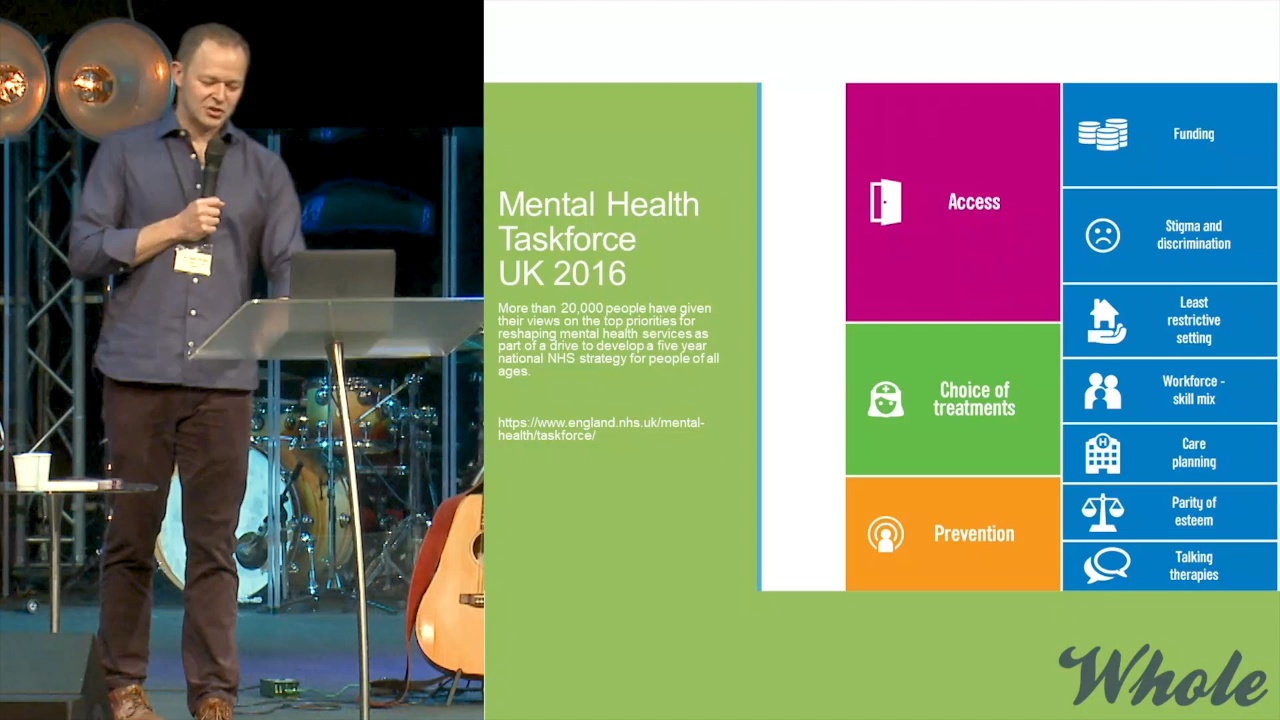 Mental Health
Taskforce
UK 2016
More than 20,000 people have given
their views on the top priorities for
reshaping mental health services as
part of a drive to develop a five year
national NHS strategy for people of all
ages.
https://www.england.nhs.uk/mental-
health/taskforce/
Access
Choice of
treatments
Prevention
Funding
Stigma and
discrimination
Least
restrictive
setting
Workforce -
skill mix
H
Care
planning
Parity of
esteem
Talking
therapies
Whole